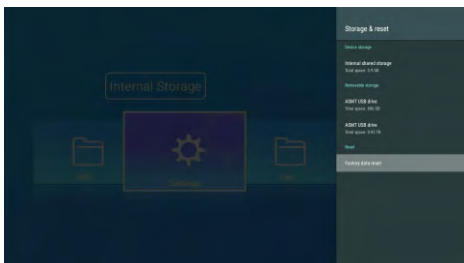 Internal Storage
Settings
Storage & reset
Device storage
Internal shared storage
Removable storage
ASMT USB drive
ASMT USB drive
Reset
Factory data reset